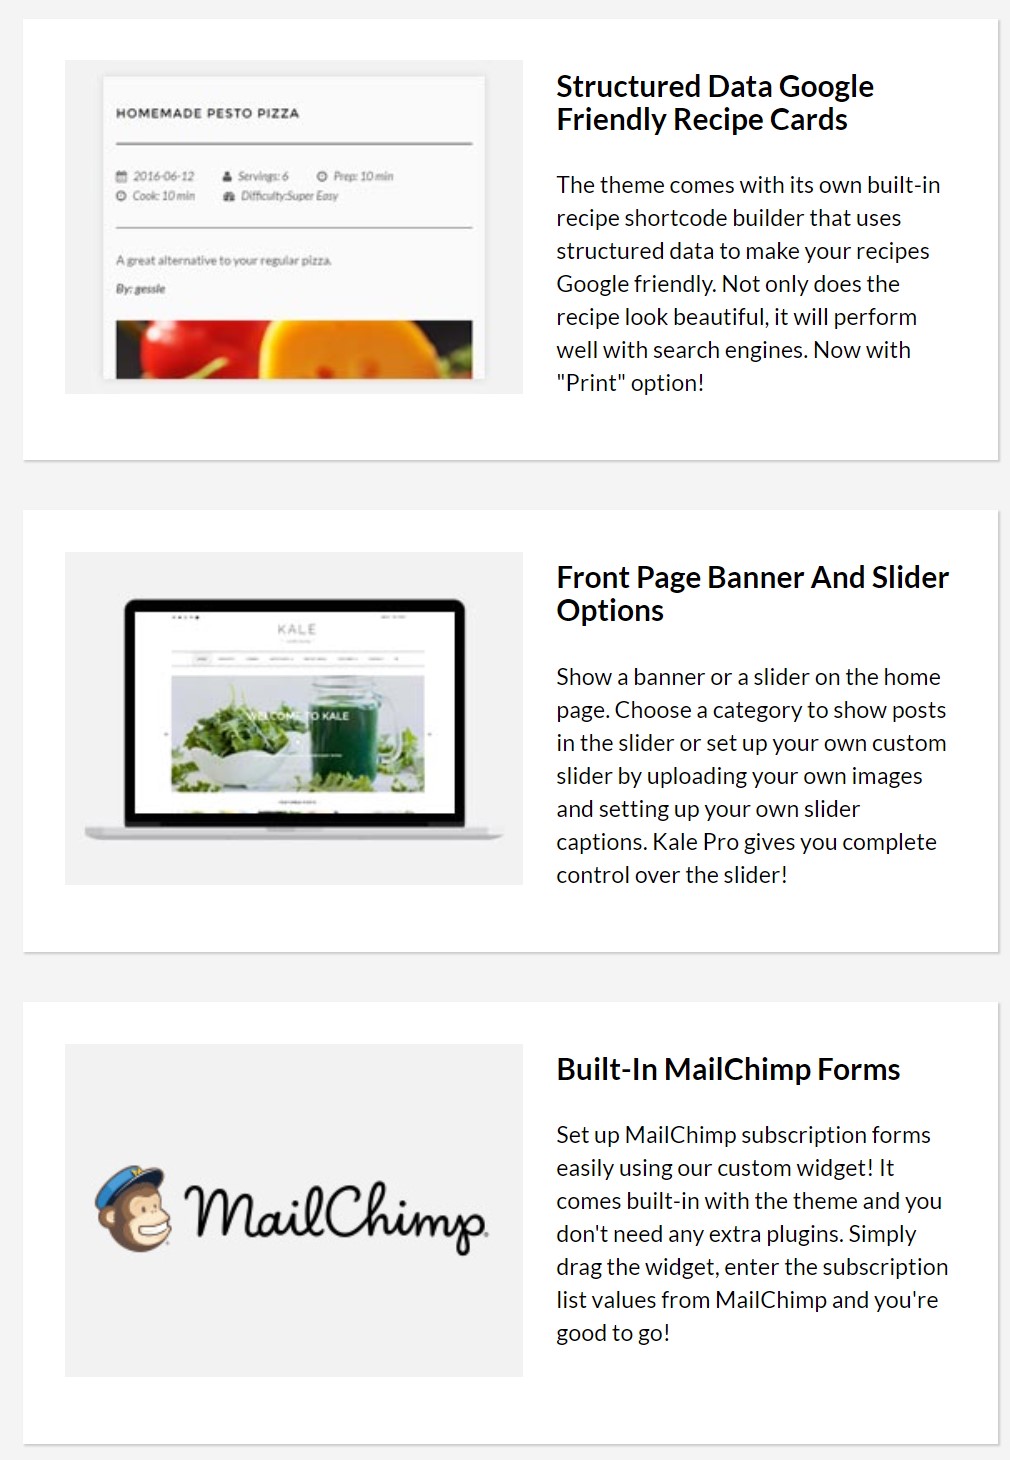 HOMEMADE PESTO PIZZA
2016-06-12 Servings: 6 Prep: 10 min
Cook: 10 min Difficulty:Super Easy
A great alternative to your regular pizza.
By: gessle
Structured Data Google
Friendly Recipe Cards
The theme comes with its own built-in
recipe shortcode builder that uses
structured data to make your recipes
Google friendly. Not only does the
recipe look beautiful, it will perform
well with search engines. Now with
"Print" option!
KALE
WELCOME TO KALE
Front Page Banner And Slider
Options
Show a banner or a slider on the home
page. Choose a category to show posts
in the slider or set up your own custom
slider by uploading your own images
and setting up your own slider
captions. Kale Pro gives you complete
control over the slider!
MailChimp
Built-In MailChimp Forms
Set up MailChimp subscription forms
easily using our custom widget! It
comes built-in with the theme and you
don't need any extra plugins. Simply
drag the widget, enter the subscription
list values from MailChimp and you're
good to go!